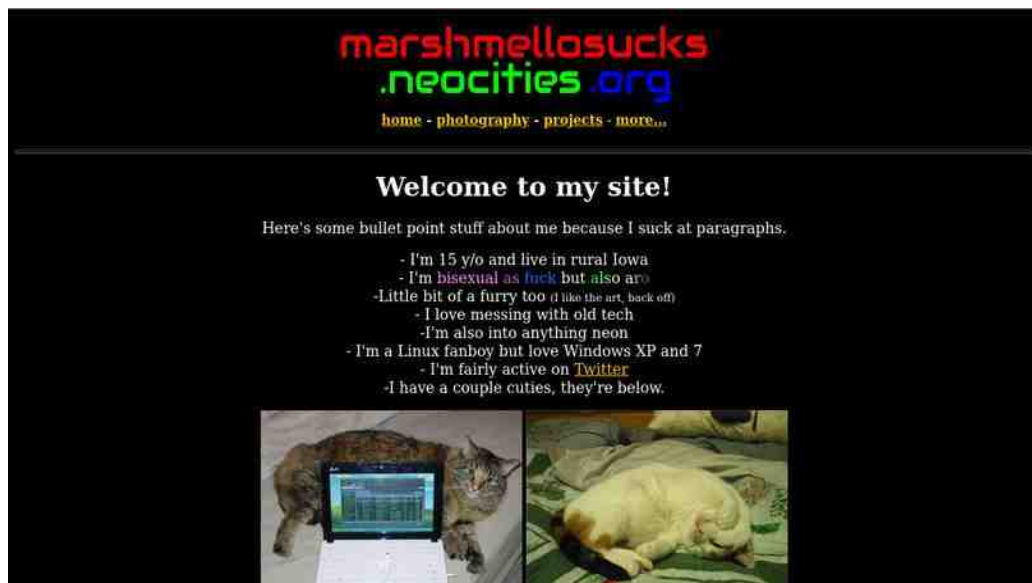 marshmellosucks
.neocities.org
home - photography - projects - more...
Welcome to my site!
Here's some bullet point stuff about me because I suck at paragraphs.
- I'm 15 y/o and live in rural Iowa
- I'm bisexual as fuck but also aro
-Little bit of a furry too (I like the art, back off)
- I love messing with old tech
-I'm also into anything neon
- I'm a Linux fanboy but love Windows XP and 7
- I'm fairly active on Twitter
-I have a couple cuties, they're below.